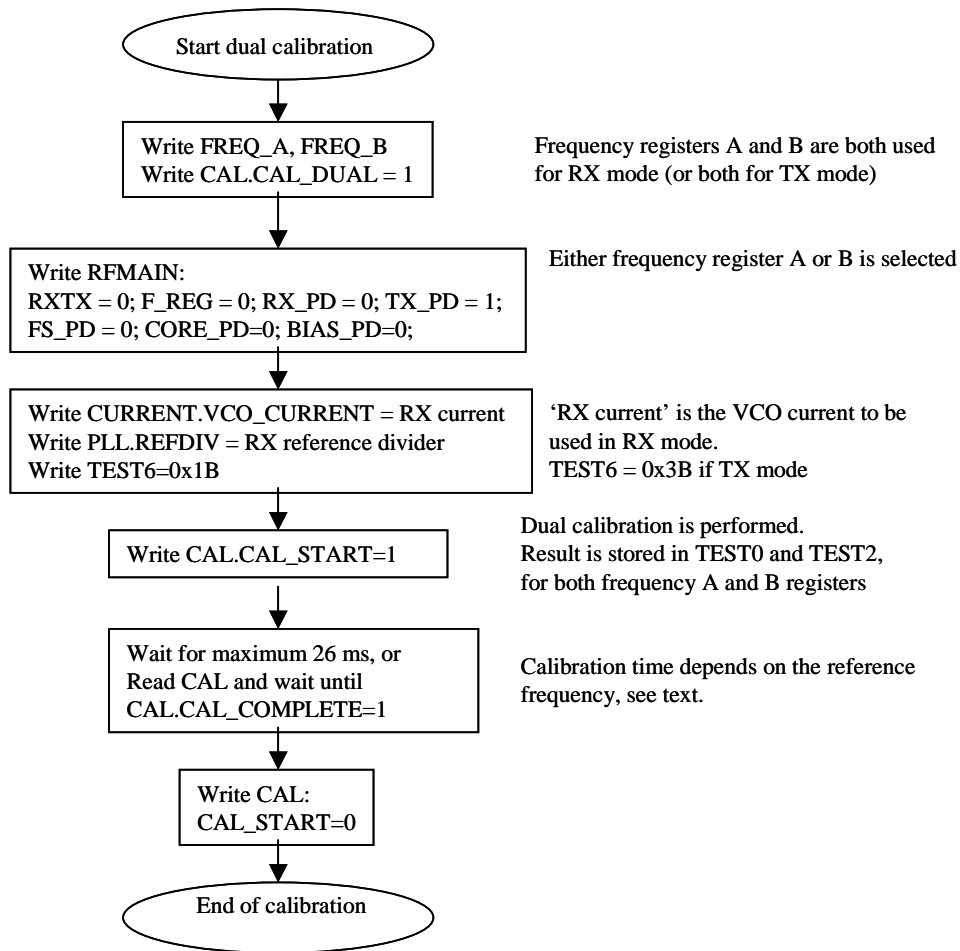 Start dual calibration
Write FREQ_A, FREQ_B
Write CAL.CAL_DUAL = 1
Frequency registers A and B are both used
for RX mode (or both for TX mode)
Write RFMAIN:
RXTX = 0; F_REG = 0; RX_PD = 0; TX_PD = 1;
FS_PD = 0; CORE_PD=0; BIAS_PD=0;
Either frequency register A or B is selected
Write CURRENT.VCO_CURRENT = RX current
Write PLL.REFDIV = RX reference divider
Write TEST6=0x1B
‘RX current’ is the VCO current to be
used in RX mode.
TEST6 = 0x3B if TX mode
Write CAL.CAL_START=1
Dual calibration is performed.
Result is stored in TEST0 and TEST2,
for both frequency A and B registers
Wait for maximum 26 ms, or
Read CAL and wait until
CAL.CAL_COMPLETE=1
Calibration time depends on the reference
frequency, see text.
Write CAL:
CAL_START=0
End of calibration